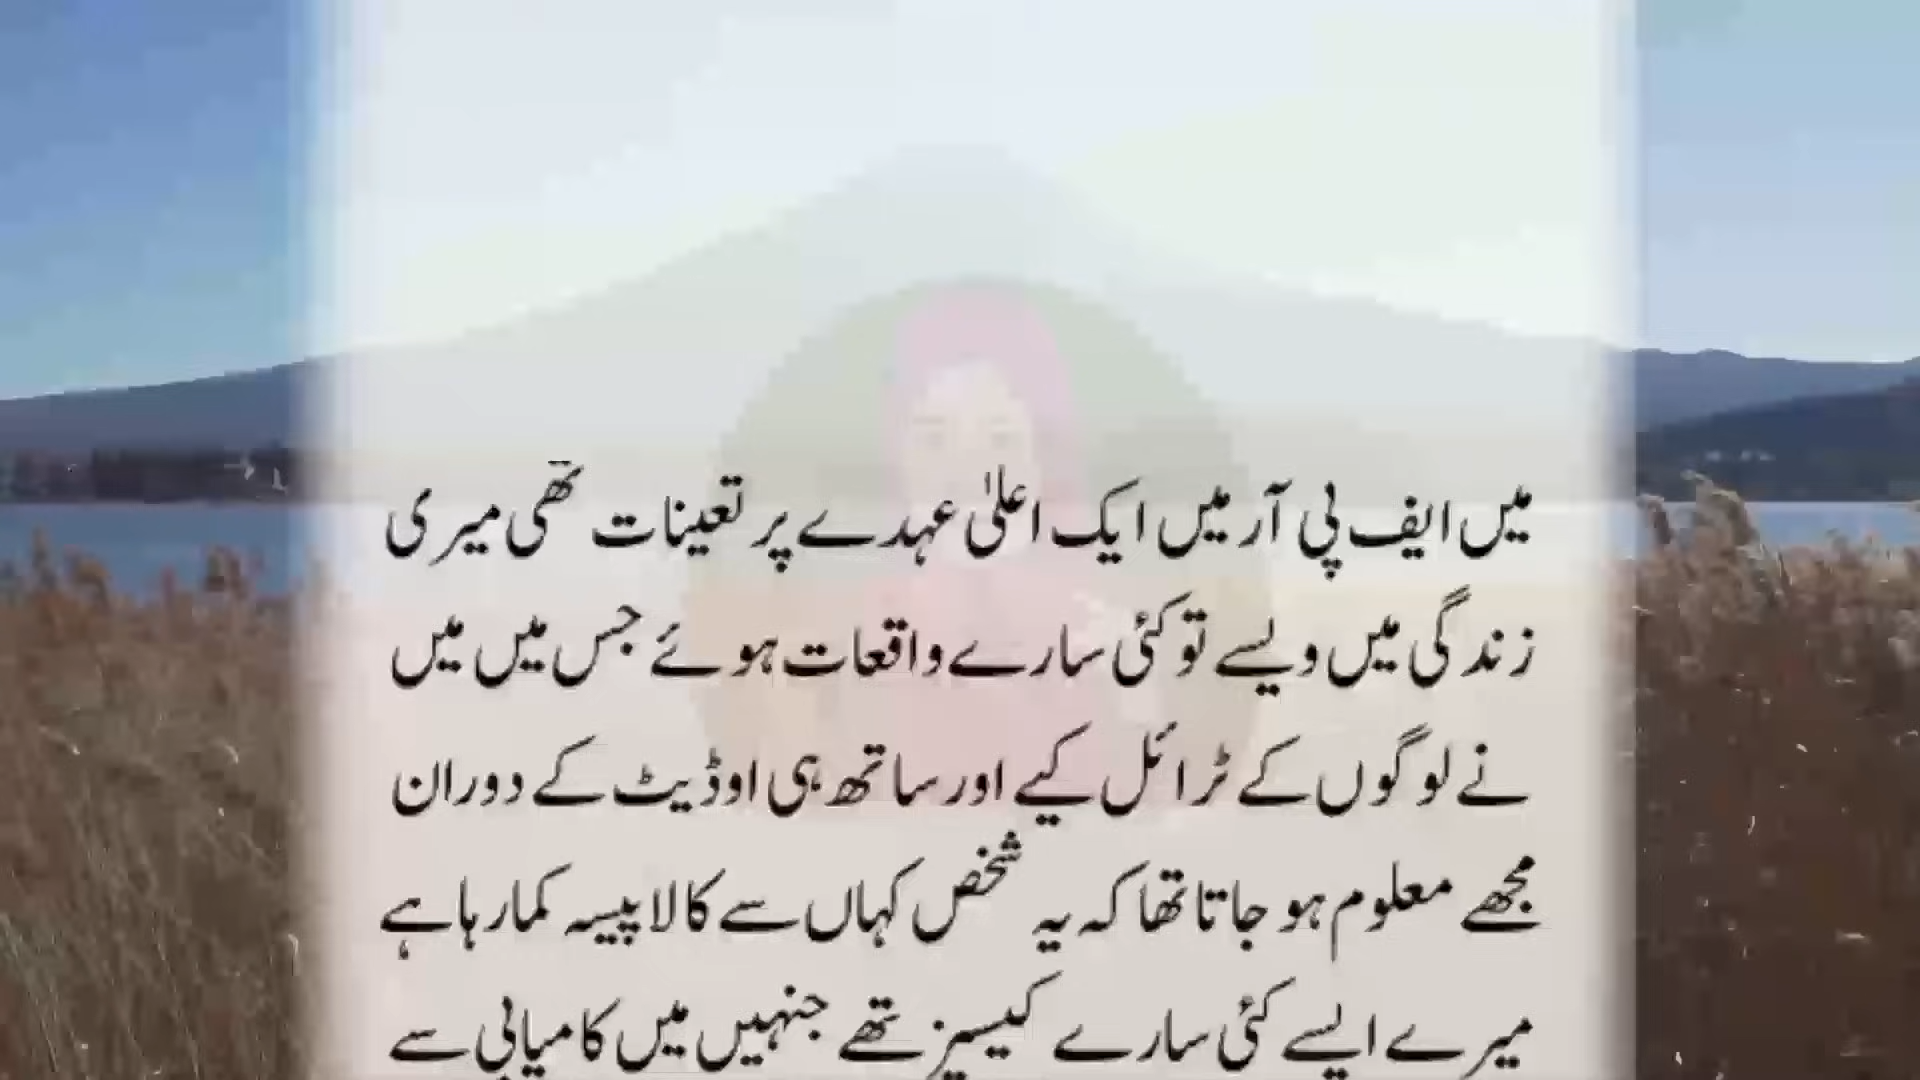 میں ایف پی آر میں ایک اعلیٰ عہدے پر تعینات تھی میری
زندگی میں ویسے تو کئی سارے واقعات ہوئے جس میں میں
نے لوگوں کے ٹرائل کیے اور ساتھ ہی اوڈیٹ کے دوران
مجھے معلوم ہو جاتا تھا کہ یہ شخص کہاں سے کالا پیسہ کما رہا ہے
میرے ایسے کئی سارے کیسیز تھے جنہیں میں کامیابی سے